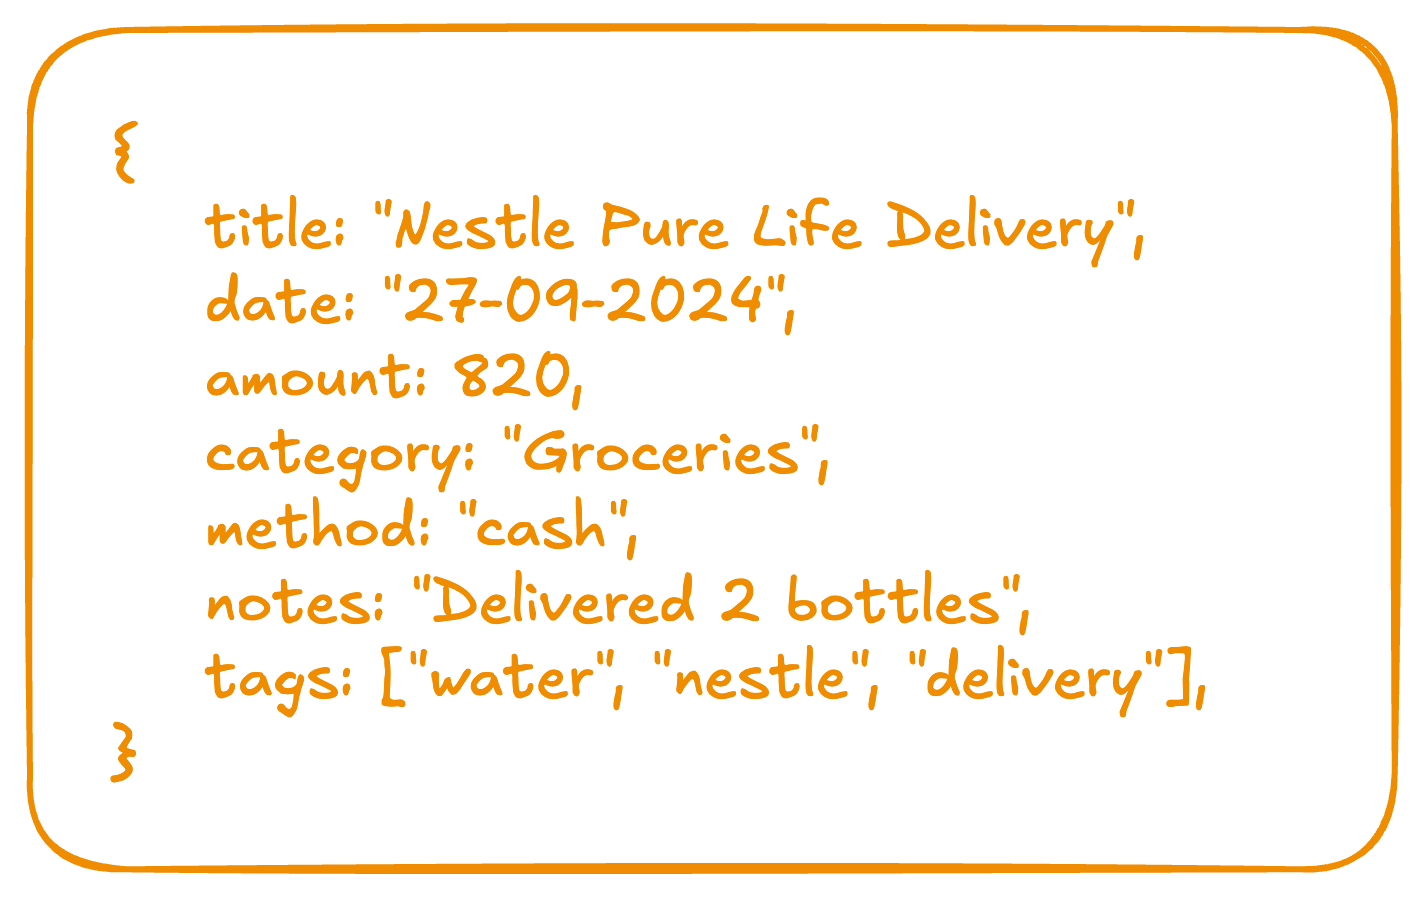 {
title: "Nestle Pure Life Delivery",
date: "27-09-2024",
amount: 820,
category: "Groceries",
method: "cash",
notes: "Delivered 2 bottles",
tags: ["water", "nestle", "delivery"],
}